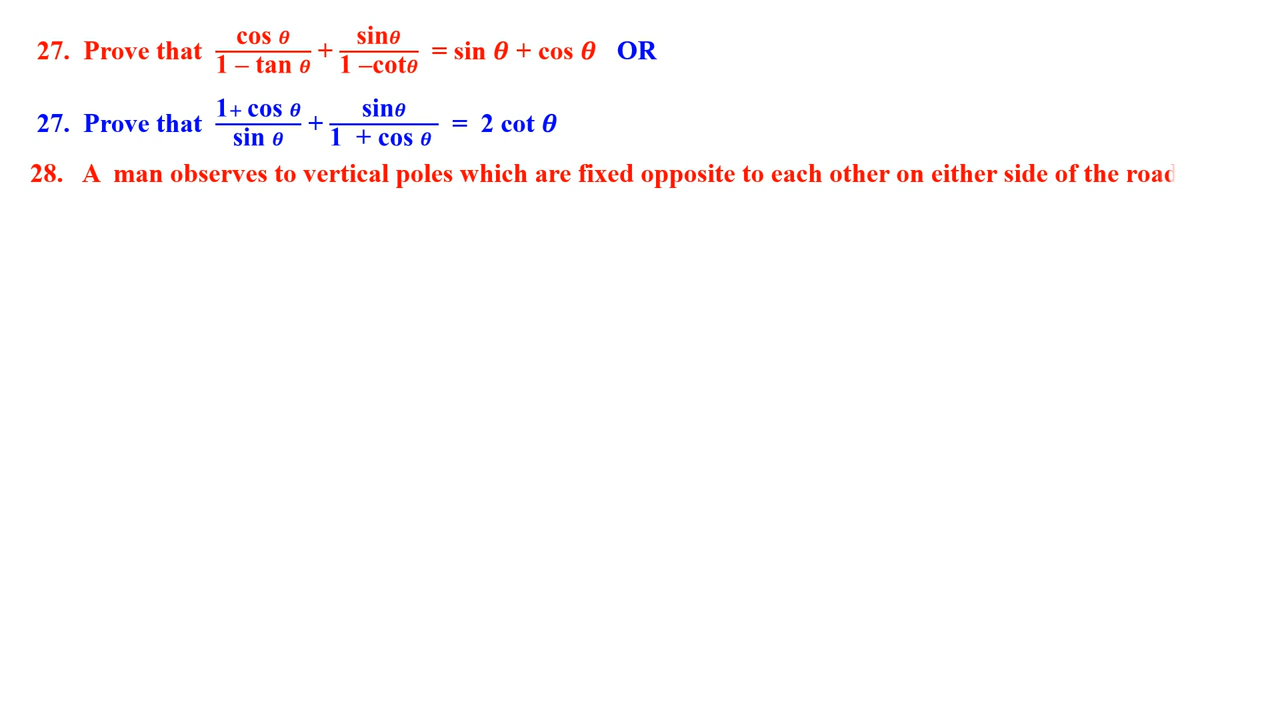 27. Prove that cos θ / 1 – tan θ + sinθ / 1 –cotθ = sin θ + cos θ OR
27. Prove that 1+ cos θ / sin θ + sinθ / 1 + cos θ = 2 cot θ
28. A man observes to vertical poles which are fixed opposite to each other on either side of the road